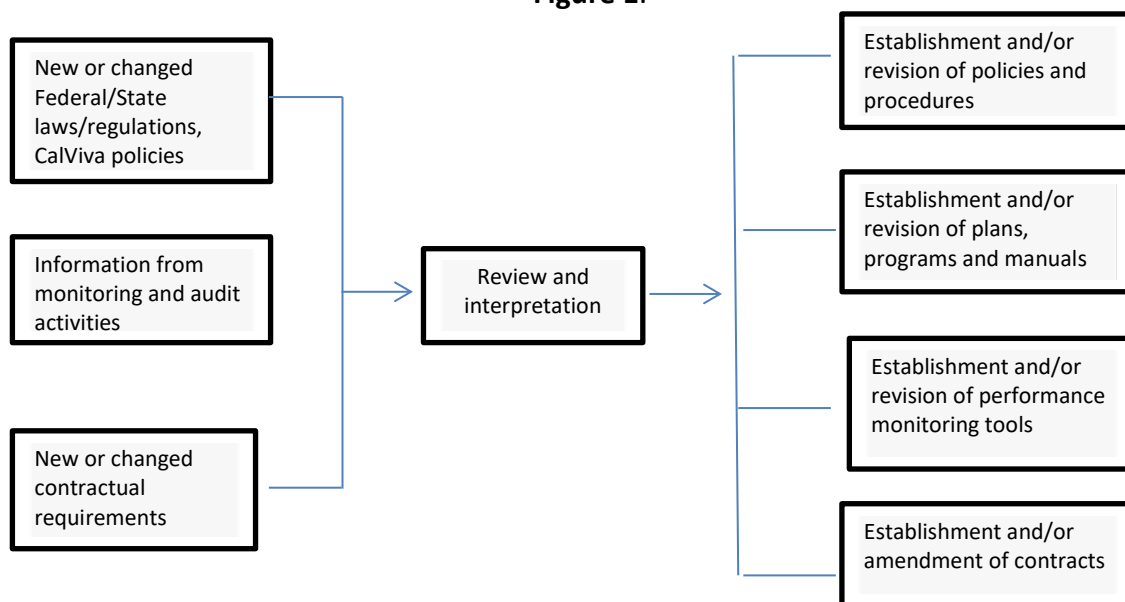 New or changed
Federal/State
laws/regulations,
CalViva policies
Information from
monitoring and audit
activities
New or changed
contractual
requirements
Review and
interpretation
Establishment and/or
revision of policies and
procedures
Establishment and/or
revision of plans,
programs and manuals
Establishment and/or
revision of performance
monitoring tools
Establishment and/or
amendment of contracts